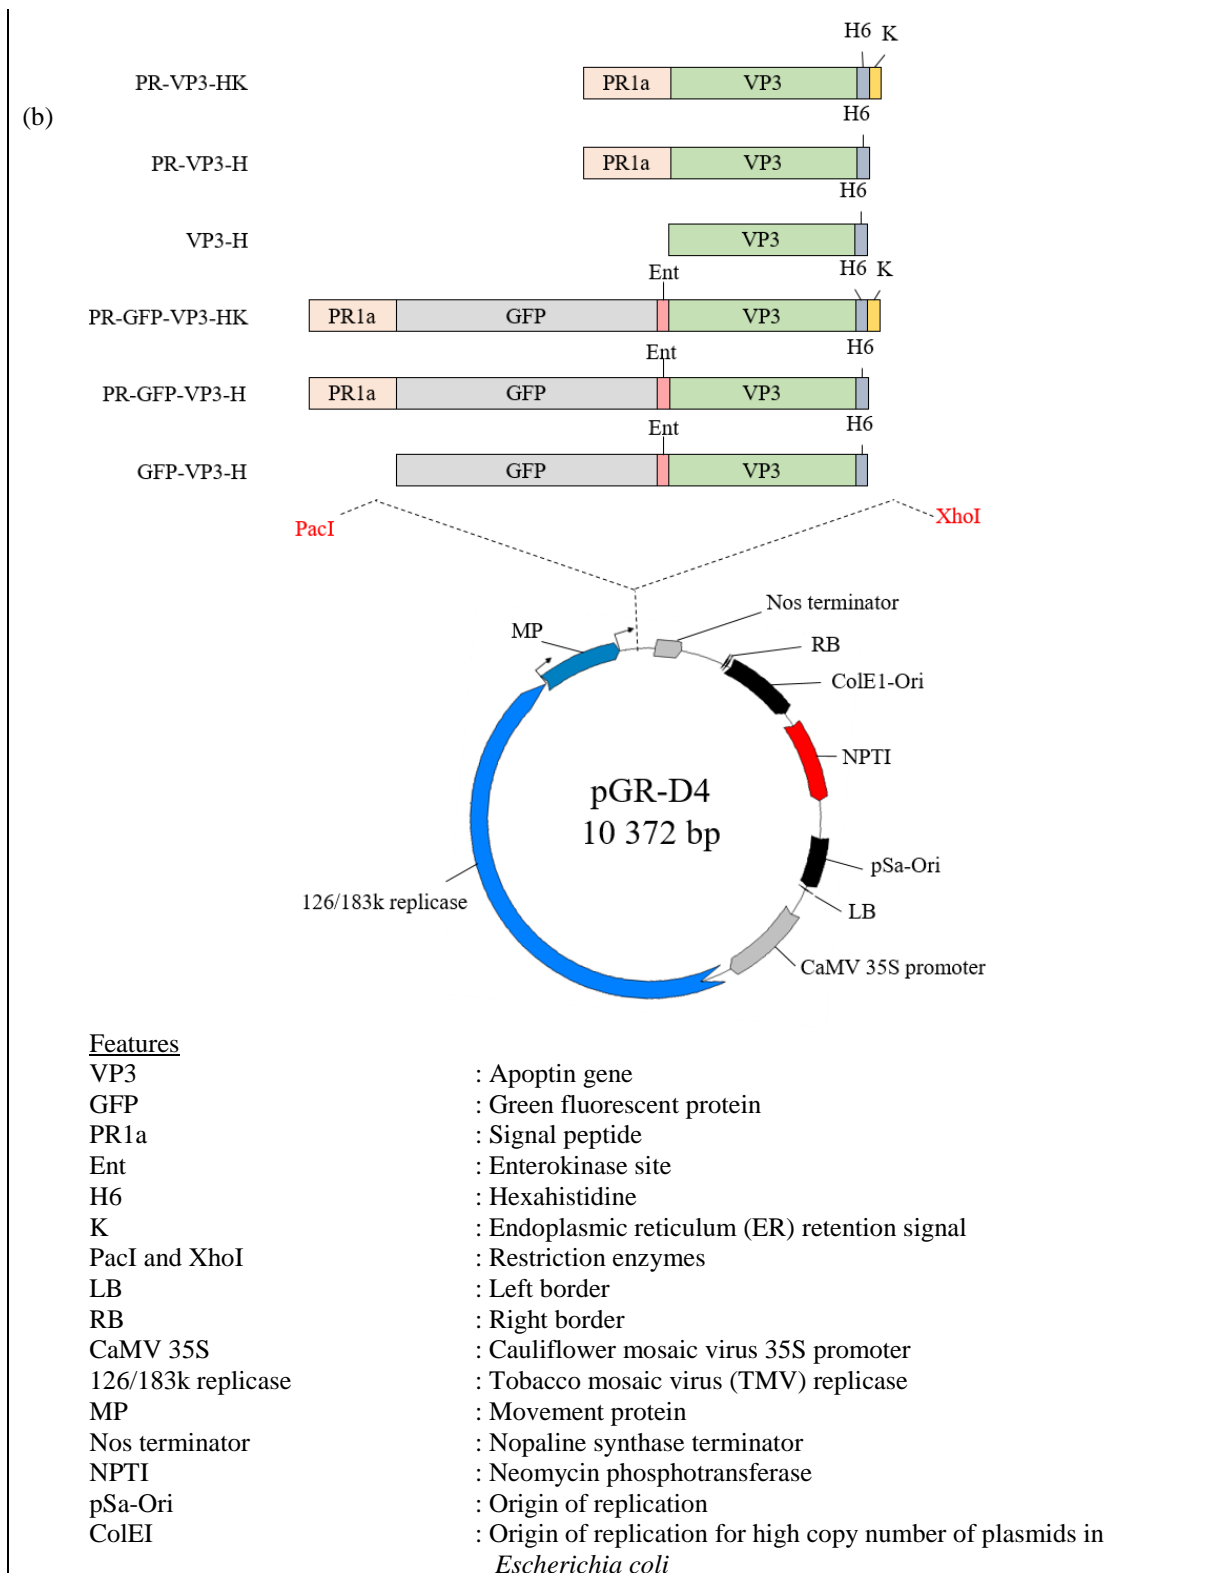 (b)
H6 K
PR-VP3-HK PR1a VP3
H6
PR-VP3-H PR1a VP3
H6
VP3-H VP3
Ent H6 K
PR-GFP-VP3-HK PR1a GFP VP3
Ent H6
PR-GFP-VP3-H PR1a GFP VP3
Ent H6
GFP-VP3-H GFP VP3
PacI XhoI
Nos terminator
MP
RB
ColE1-Ori
NPTI
pGR-D4
10 372 bp
pSa-Ori
126/183k replicase
LB
CaMV 35S promoter
Features
VP3 : Apoptin gene
GFP : Green fluorescent protein
PR1a : Signal peptide
Ent : Enterokinase site
H6 : Hexahistidine
K : Endoplasmic reticulum (ER) retention signal
PacI and XhoI : Restriction enzymes
LB : Left border
RB : Right border
CaMV 35S : Cauliflower mosaic virus 35S promoter
126/183k replicase : Tobacco mosaic virus (TMV) replicase
MP : Movement protein
Nos terminator : Nopaline synthase terminator
NPTI : Neomycin phosphotransferase
pSa-Ori : Origin of replication
ColEI : Origin of replication for high copy number of plasmids in
Escherichia coli